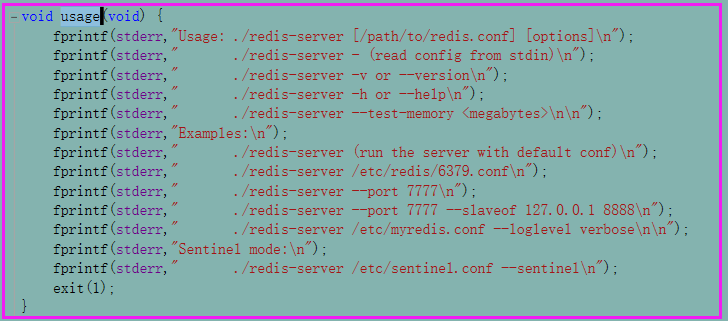 void usage(void) {
    fprintf(stderr,"Usage: ./redis-server [/path/to/redis.conf] [options]\n");
    fprintf(stderr,"       ./redis-server - (read config from stdin)\n");
    fprintf(stderr,"       ./redis-server -v or --version\n");
    fprintf(stderr,"       ./redis-server -h or --help\n");
    fprintf(stderr,"       ./redis-server --test-memory <megabytes>\n\n");
    fprintf(stderr,"Examples:\n");
    fprintf(stderr,"       ./redis-server (run the server with default conf)\n");
    fprintf(stderr,"       ./redis-server /etc/redis/6379.conf\n");
    fprintf(stderr,"       ./redis-server --port 7777\n");
    fprintf(stderr,"       ./redis-server --port 7777 --slaveof 127.0.0.1 8888\n");
    fprintf(stderr,"       ./redis-server /etc/myredis.conf --loglevel verbose\n\n");
    fprintf(stderr,"Sentinel mode:\n");
    fprintf(stderr,"       ./redis-server /etc/sentinel.conf --sentinel\n");
    exit(1);
}